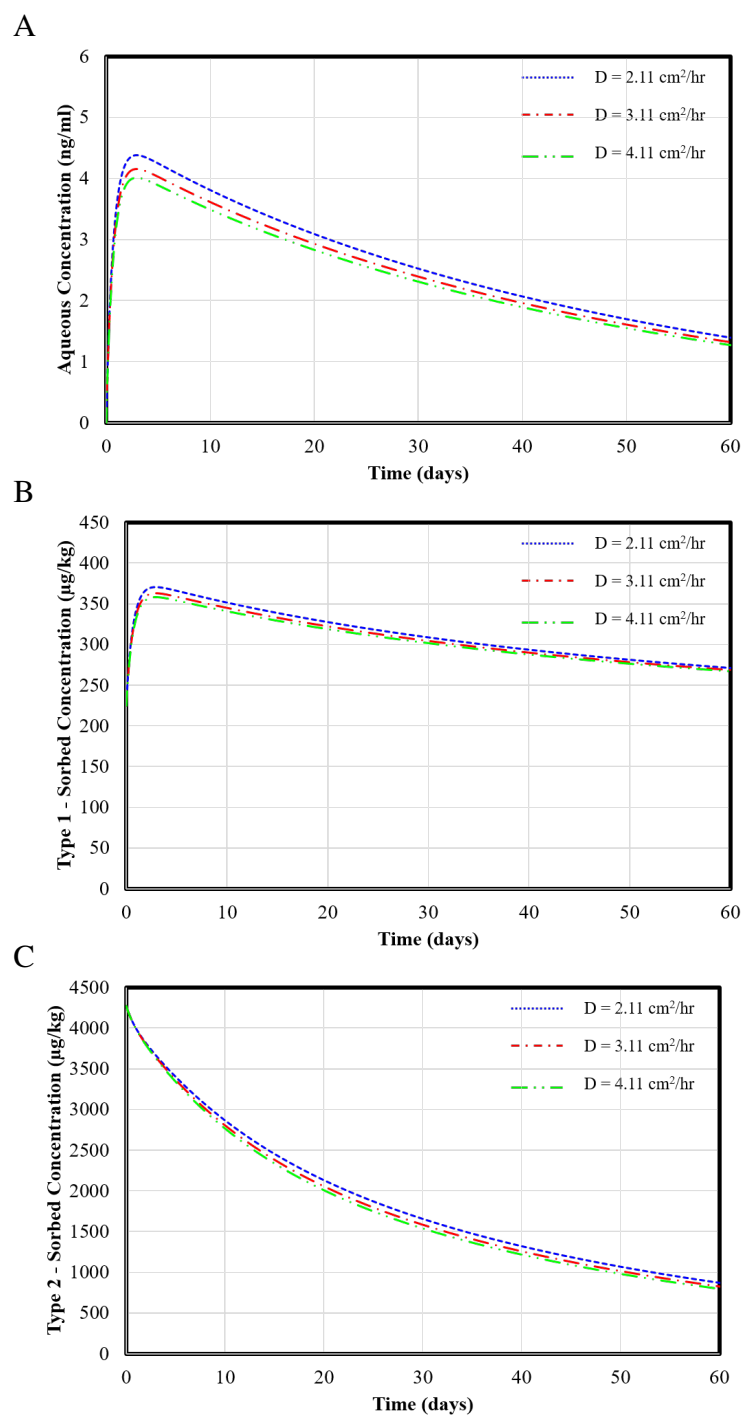 A
6
5
4
3
2
1
0
Aqueous Concentration (ng/ml)
D = 2.11 cm²/hr
D = 3.11 cm²/hr
D = 4.11 cm²/hr
0 10 20 30 40 50 60
Time (days)
B
450
400
350
300
250
200
150
100
50
0
Type 1 - Sorbed Concentration (µg/kg)
D = 2.11 cm²/hr
D = 3.11 cm²/hr
D = 4.11 cm²/hr
0 10 20 30 40 50 60
Time (days)
C
4500
4000
3500
3000
2500
2000
1500
1000
500
0
Type 2 - Sorbed Concentration (µg/kg)
D = 2.11 cm²/hr
D = 3.11 cm²/hr
D = 4.11 cm²/hr
0 10 20 30 40 50 60
Time (days)